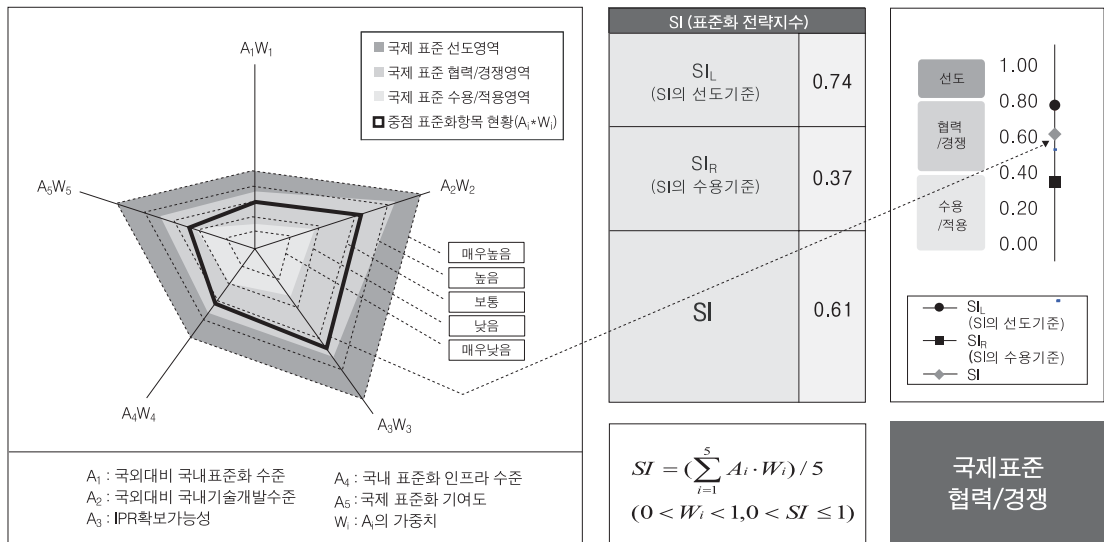 A₁W₁
국제 표준 선도영역
국제 표준 협력/경쟁영역
국제 표준 수용/적용영역
중점 표준화항목 현황(Aᵢ*Wᵢ)
A₅W₅
A₂W₂
매우높음
높음
보통
낮음
매우낮음
A₄W₄
A₃W₃
A₁ : 국외대비 국내표준화 수준
A₂ : 국외대비 국내기술개발수준
A₃ : IPR확보가능성
A₄ : 국내 표준화 인프라 수준
A₅ : 국제 표준화 기여도
Wᵢ : Aᵢ의 가중치
SI (표준화 전략지수)
SI_L
(SI의 선도기준)
0.74
SI_R
(SI의 수용기준)
0.37
SI
0.61
SI = (∑ᵢ₌₁⁵ Aᵢ · Wᵢ) / 5
(0 < Wᵢ < 1, 0 < SI ≤ 1)
선도
협력
/경쟁
수용
/적용
1.00
0.80
0.60
0.40
0.20
0.00
SI_L
(SI의 선도기준)
SI_R
(SI의 수용기준)
SI
국제표준
협력/경쟁